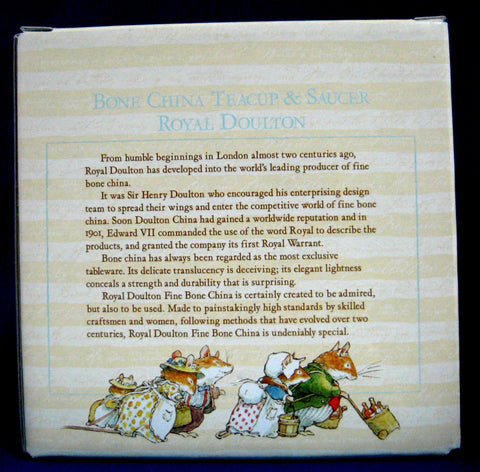 BONE CHINA TEACUP & SAUCER
ROYAL DOULTON
From humble beginnings in London almost two centuries ago,
Royal Doulton has developed into the world's leading producer of fine
bone china.
It was Sir Henry Doulton who encouraged his enterprising design
team to spread their wings and enter the competitive world of fine bone
china. Soon Doulton China had gained a worldwide reputation and in
1901, Edward VII commanded the use of the word Royal to describe the
products, and granted the company its first Royal Warrant.
Bone china has always been regarded as the most exclusive
tableware. Its delicate translucency is deceiving; its elegant lightness
conceals a strength and durability that is surprising.
Royal Doulton Fine Bone China is certainly created to be admired,
but also to be used. Made to painstakingly high standards by skilled
craftsmen and women, following methods that have evolved over two
centuries, Royal Doulton Fine Bone China is undeniably special.